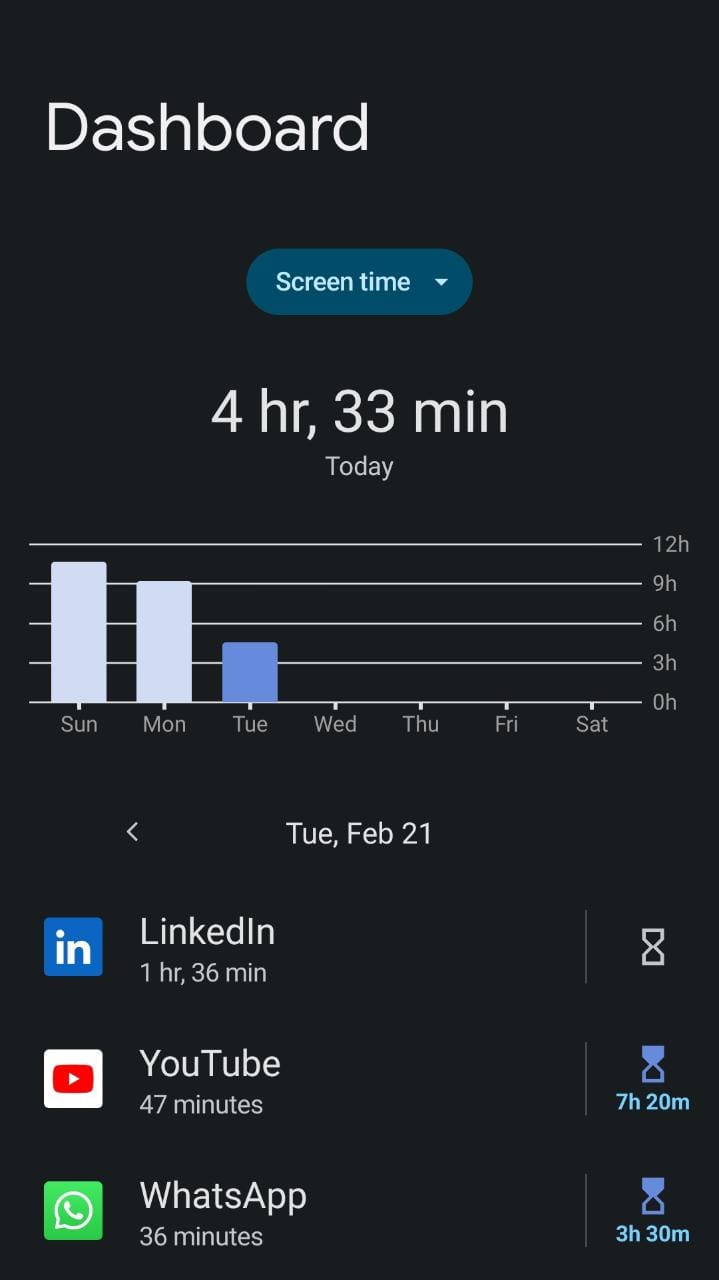 Dashboard
Screen time
4 hr, 33 min
Today
12h
9h
6h
3h
0h
Sun Mon Tue Wed Thu Fri Sat
Tue, Feb 21
in
LinkedIn
1 hr, 36 min
YouTube
47 minutes
7h 20m
WhatsApp
36 minutes
3h 30m